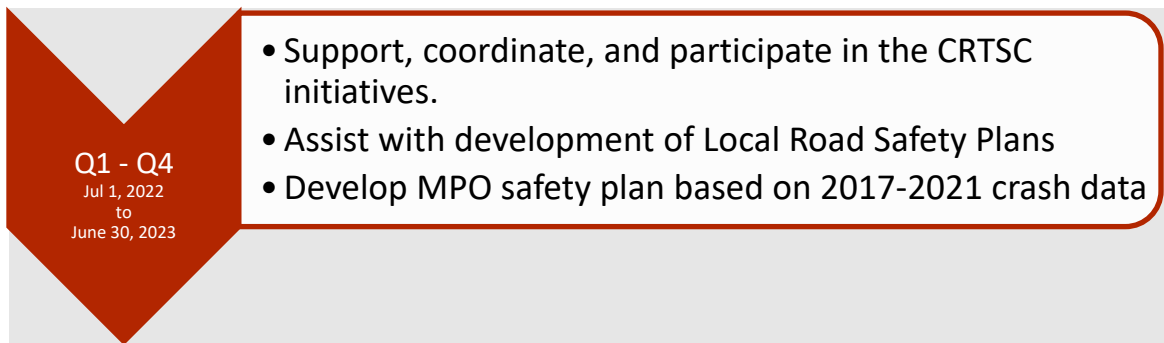 Q1 - Q4
Jul 1, 2022
to
June 30, 2023
• Support, coordinate, and participate in the CRTSC
initiatives.
• Assist with development of Local Road Safety Plans
• Develop MPO safety plan based on 2017-2021 crash data